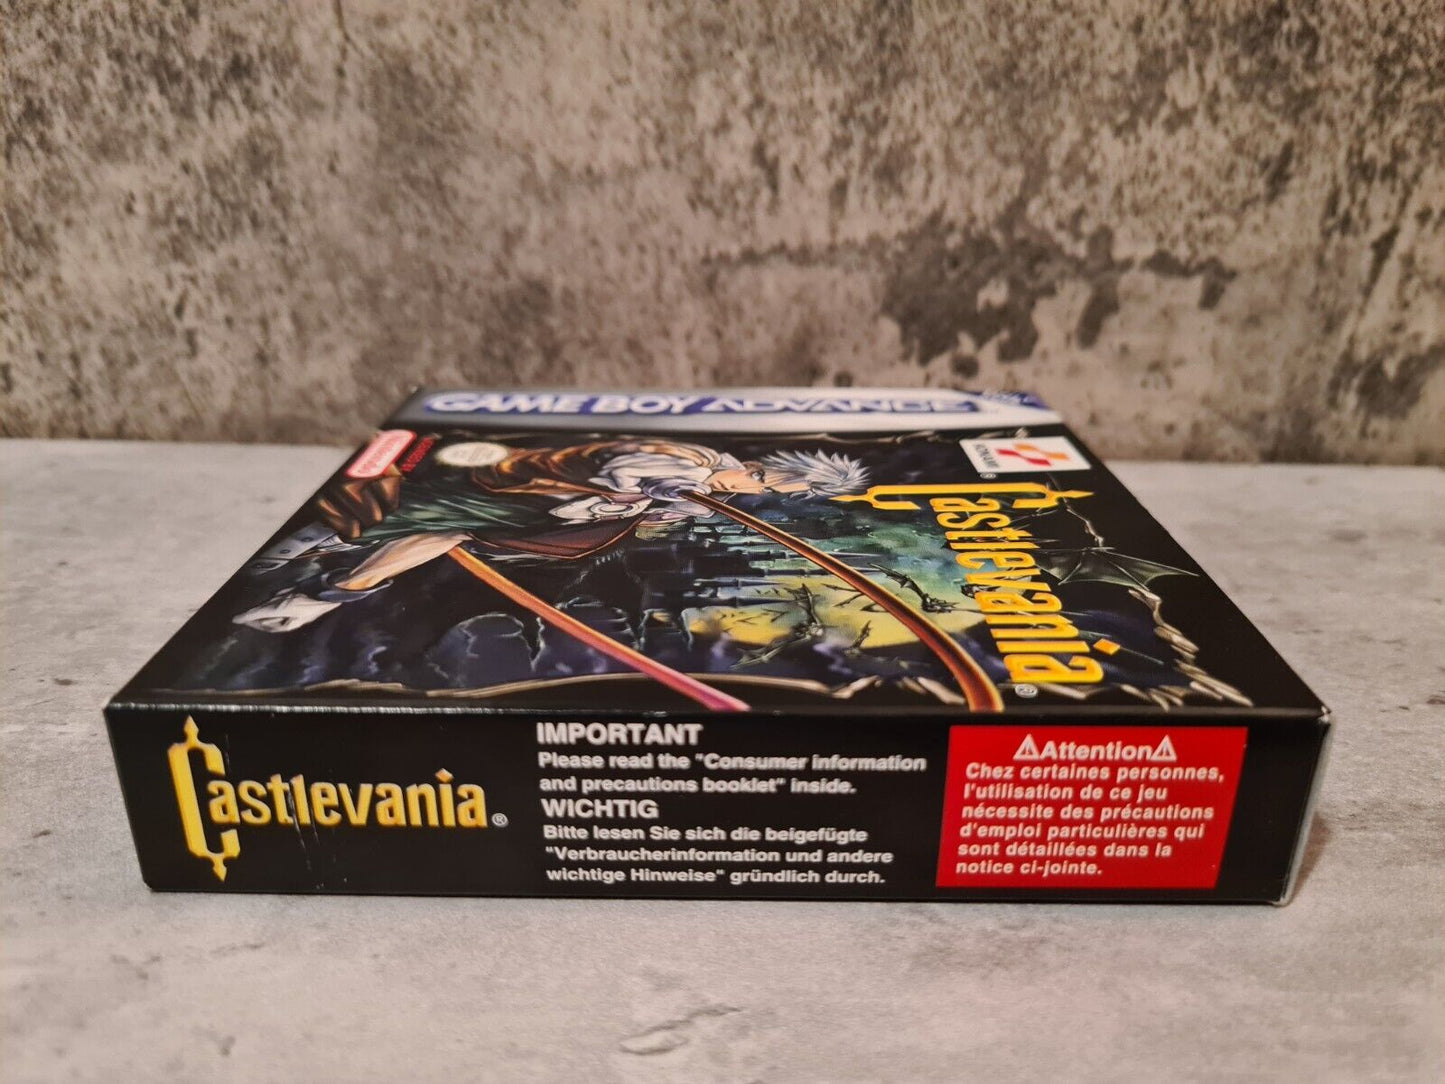 GAME BOY ADVANCE
Nintendo
KONAMI
®
Castlevania®
Castlevania®
IMPORTANT
Please read the "Consumer information
and precautions booklet" inside.
WICHTIG
Bitte lesen Sie sich die beigefügte
"Verbraucherinformation und andere
wichtige Hinweise" gründlich durch.
⚠Attention⚠
Chez certaines personnes,
l'utilisation de ce jeu
nécessite des précautions
d'emploi particulières qui
sont détaillées dans la
notice ci-jointe.